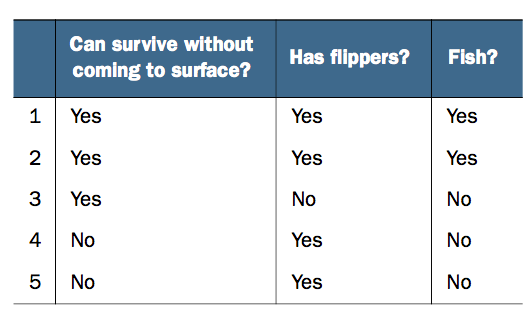 Can survive without
coming to surface? Has flippers? Fish?
1 Yes Yes Yes
2 Yes Yes Yes
3 Yes No No
4 No Yes No
5 No Yes No